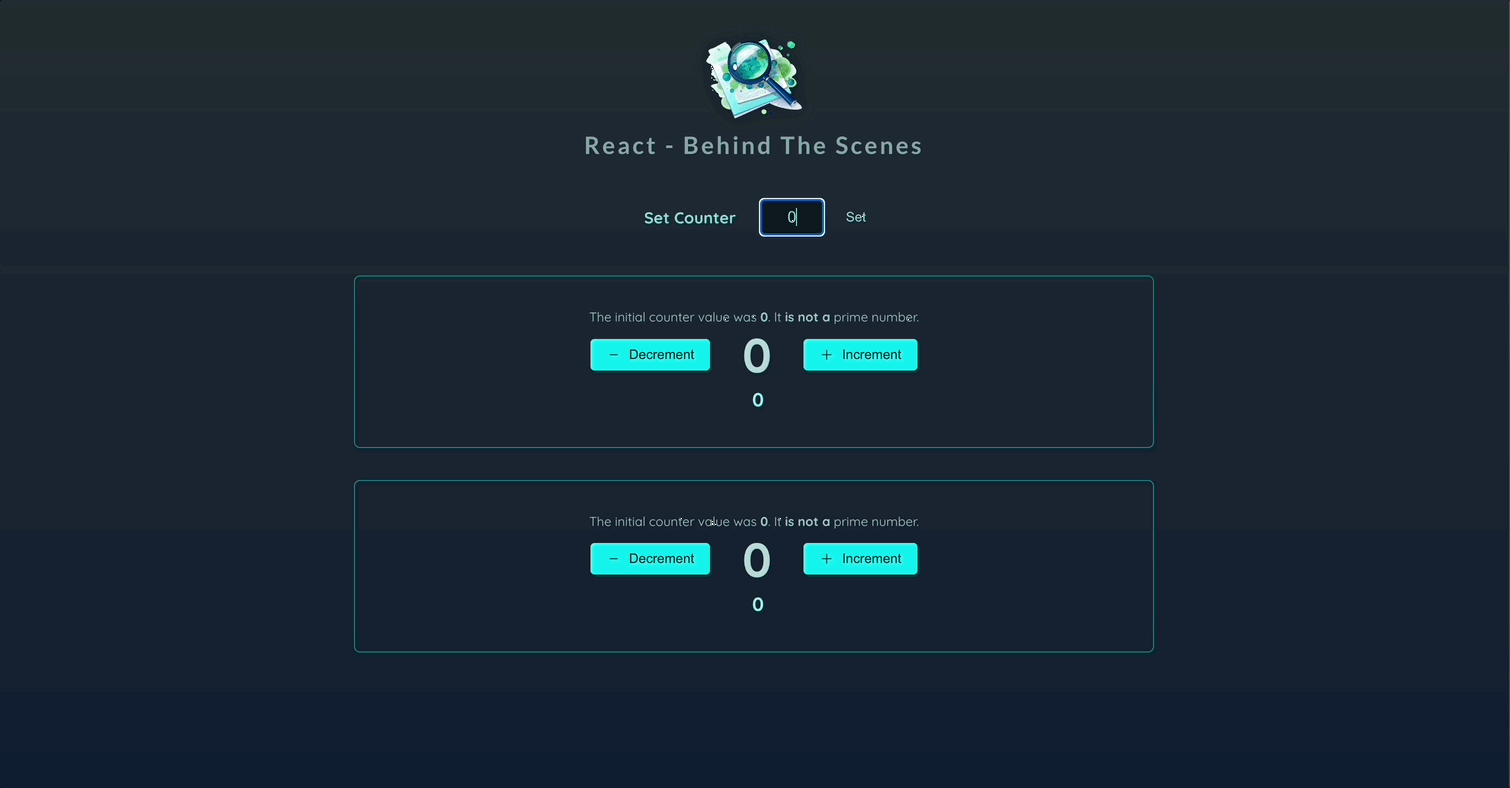 React - Behind The Scenes
Set Counter 0 Set
The initial counter value was 0. It is not a prime number.
− Decrement 0 + Increment
0
The initial counter value was 0. It is not a prime number.
− Decrement 0 + Increment
0